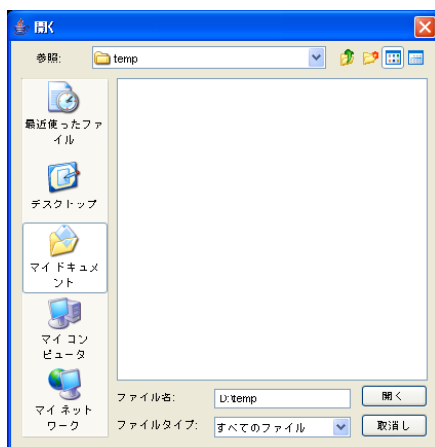 開く
参照:
temp
最近使ったファ
イル
デスクトップ
マイ ドキュメ
ント
マイ コン
ピュータ
マイ ネット
ワーク
ファイル名:
D:\temp
開く
ファイルタイプ:
すべてのファイル
取消し